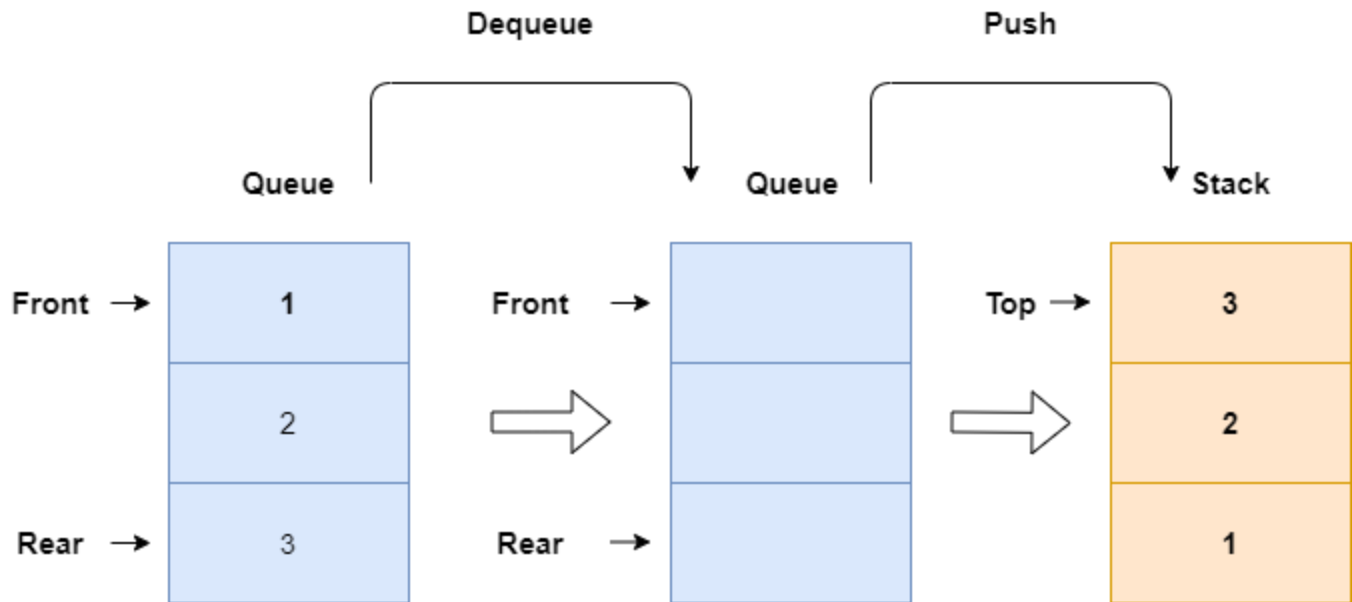 Dequeue Push
Queue Queue Stack
Front 1 Front Top 3
2 2
Rear 3 Rear 1